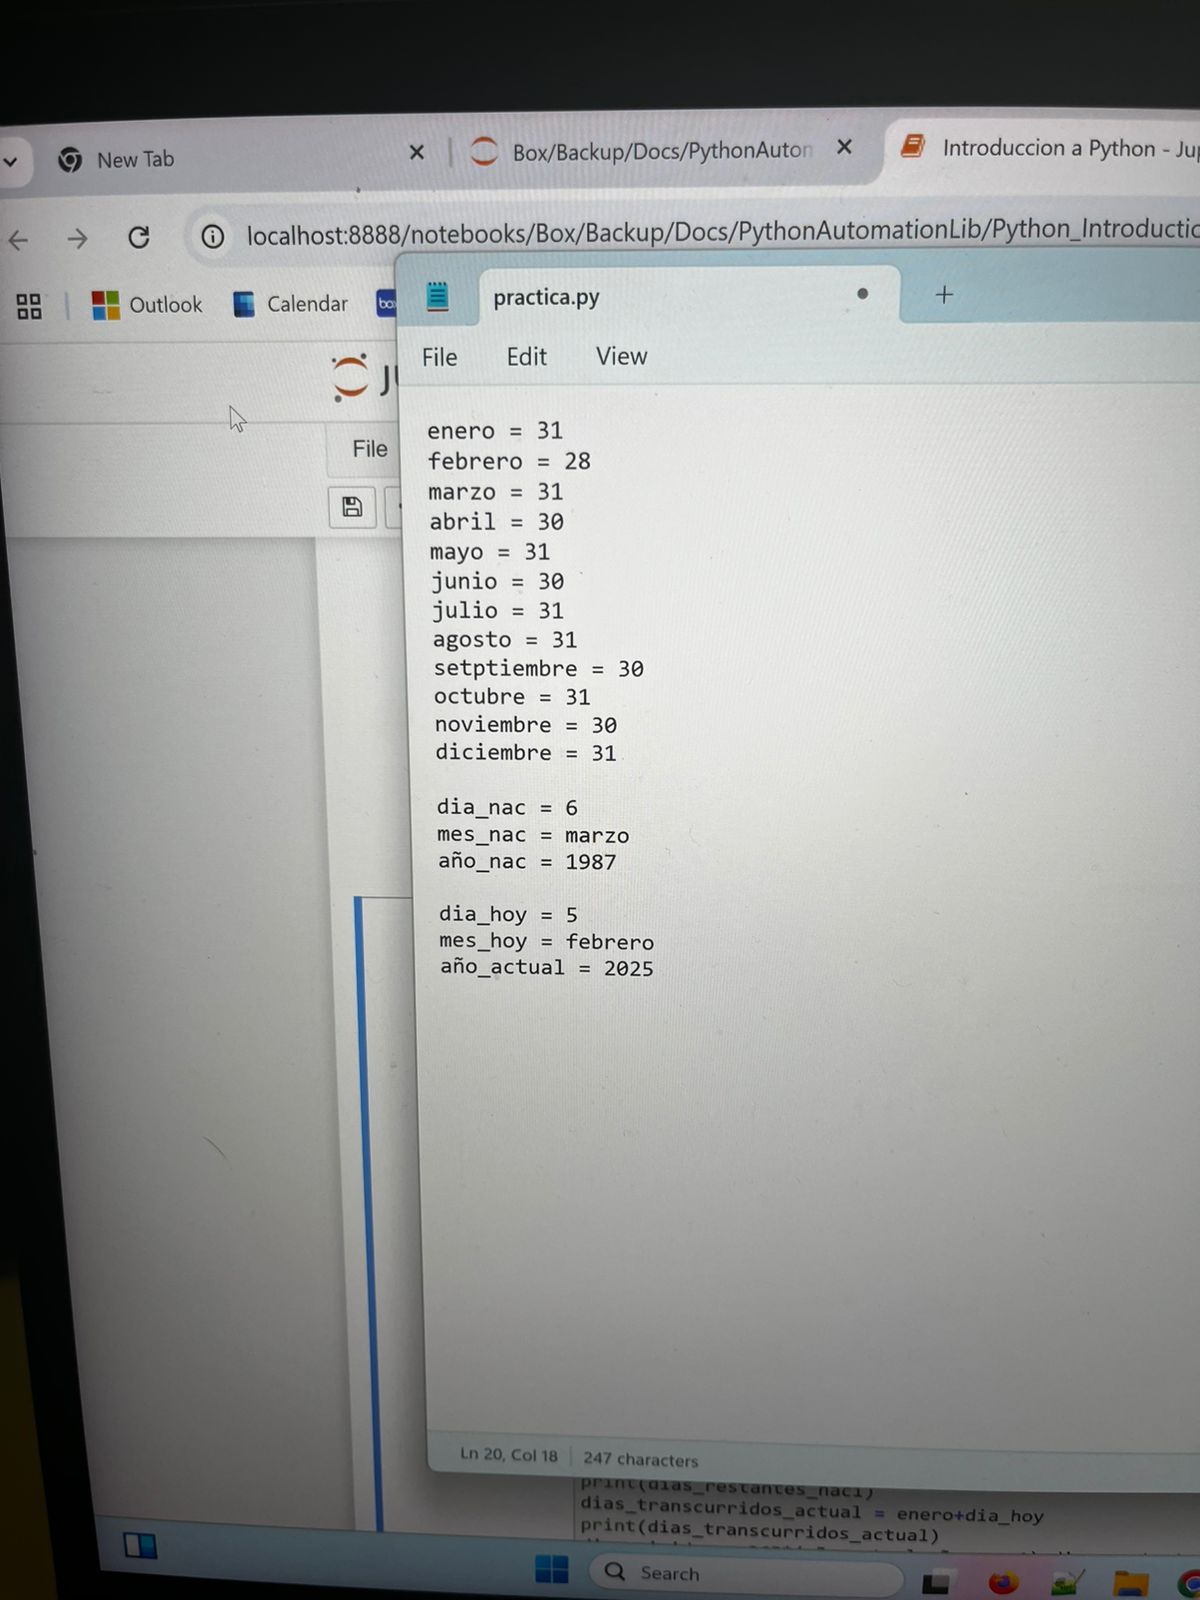 New Tab
Box/Backup/Docs/PythonAuton
Introduccion a Python - Jup
localhost:8888/notebooks/Box/Backup/Docs/PythonAutomationLib/Python_Introductic
Outlook
Calendar
box
practica.py
File
Edit
View
File
enero = 31
febrero = 28
marzo = 31
abril = 30
mayo = 31
junio = 30
julio = 31
agosto = 31
setptiembre = 30
octubre = 31
noviembre = 30
diciembre = 31
dia_nac = 6
mes_nac = marzo
año_nac = 1987
dia_hoy = 5
mes_hoy = febrero
año_actual = 2025
Ln 20, Col 18
247 characters
print(dias_restantes_nac1)
dias_transcurridos_actual = enero+dia_hoy
print(dias_transcurridos_actual)
Search